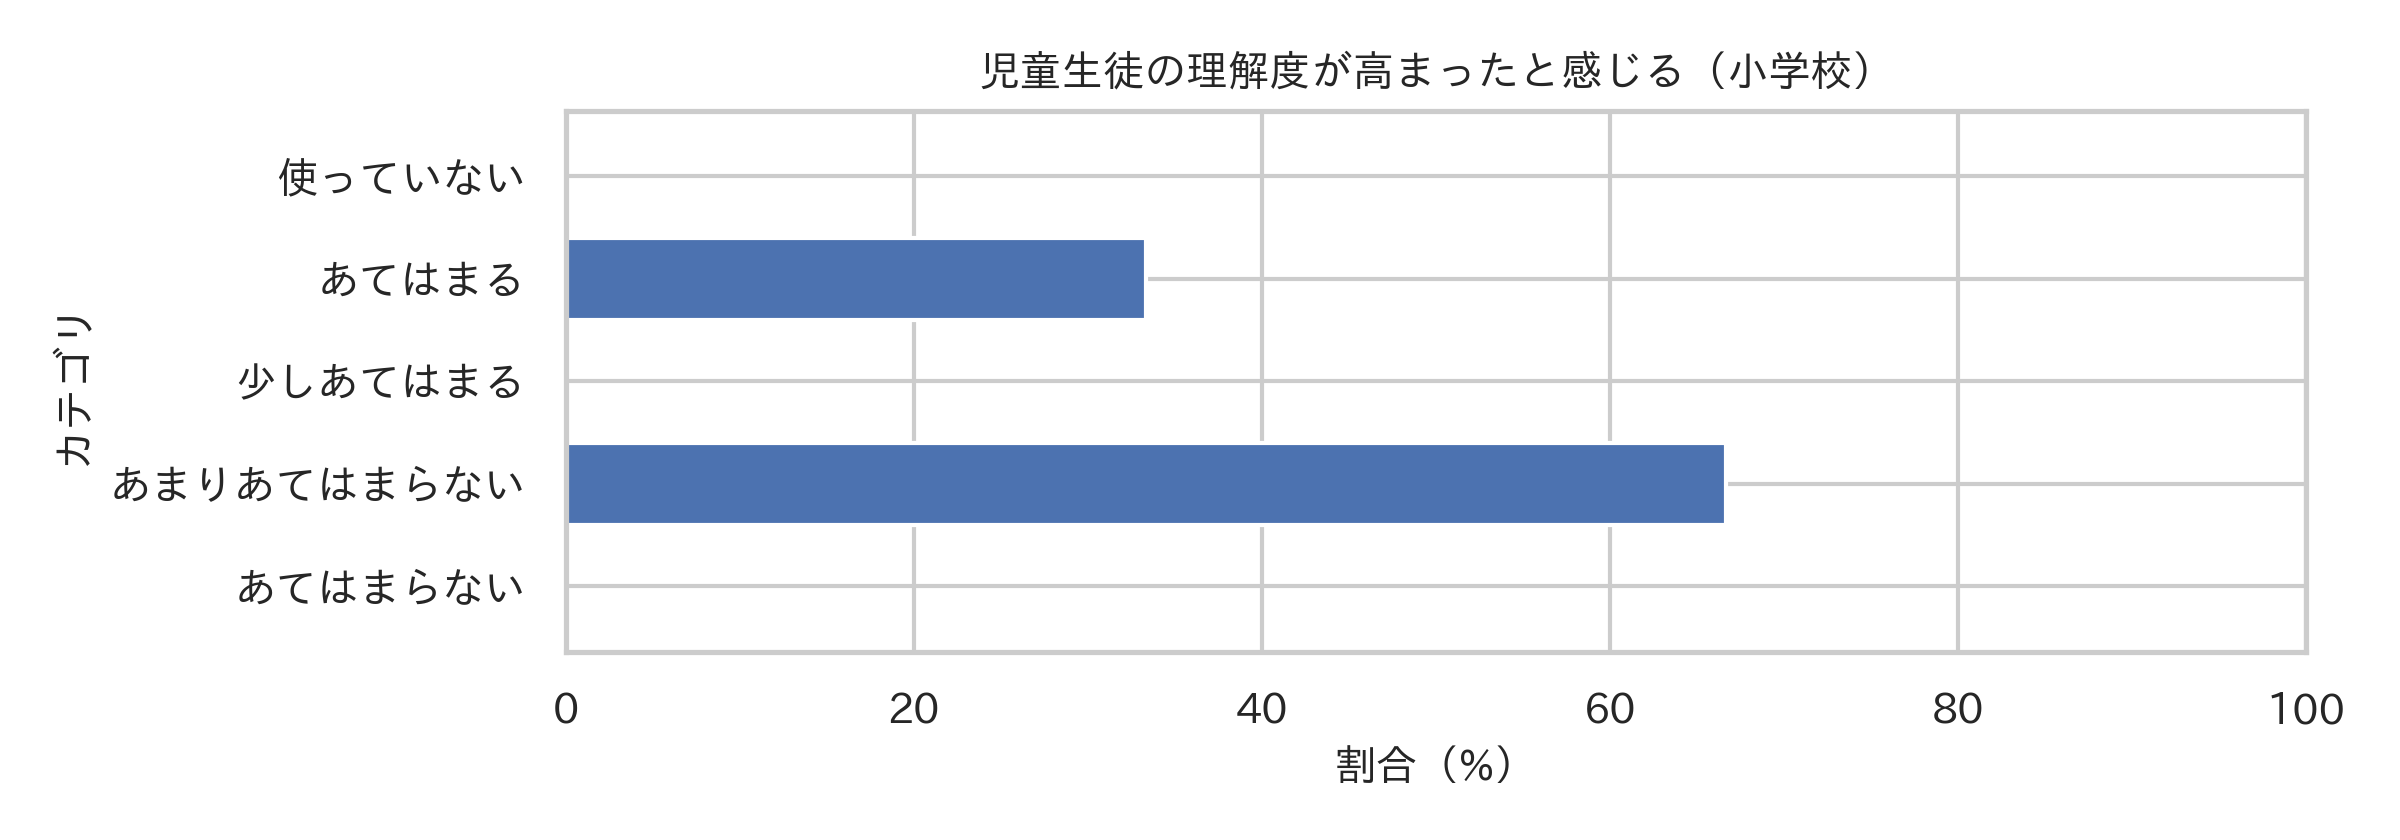 児童生徒の理解度が高まったと感じる（小学校）
カテゴリ
使っていない
あてはまる
少しあてはまる
あまりあてはまらない
あてはまらない
0 20 40 60 80 100
割合（%）